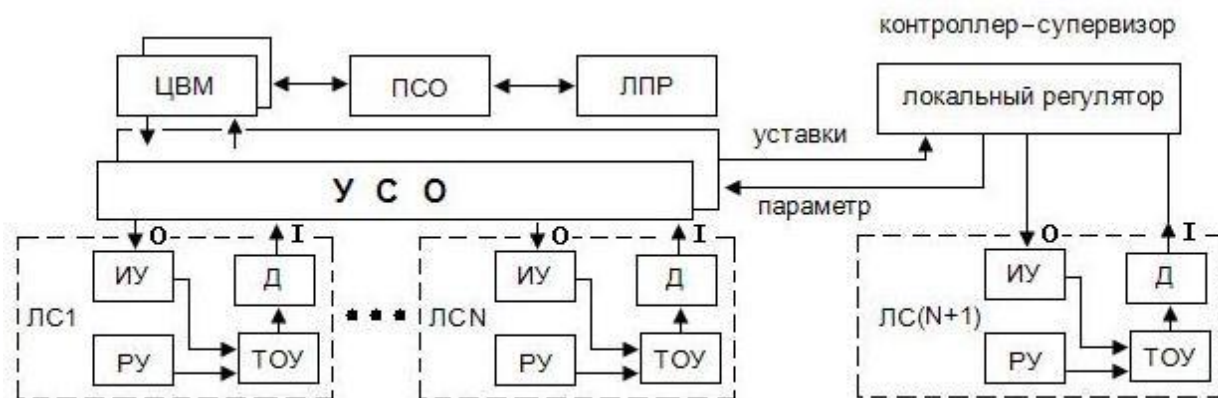 контроллер-супервизор
ЦВМ
ПСО
ЛПР
локальный регулятор
уставки
У С О
параметр
О I
О I
О I
ИУ
Д
ИУ
Д
ИУ
Д
ЛС1
...
ЛСN
ЛС(N+1)
РУ
ТОУ
РУ
ТОУ
РУ
ТОУ